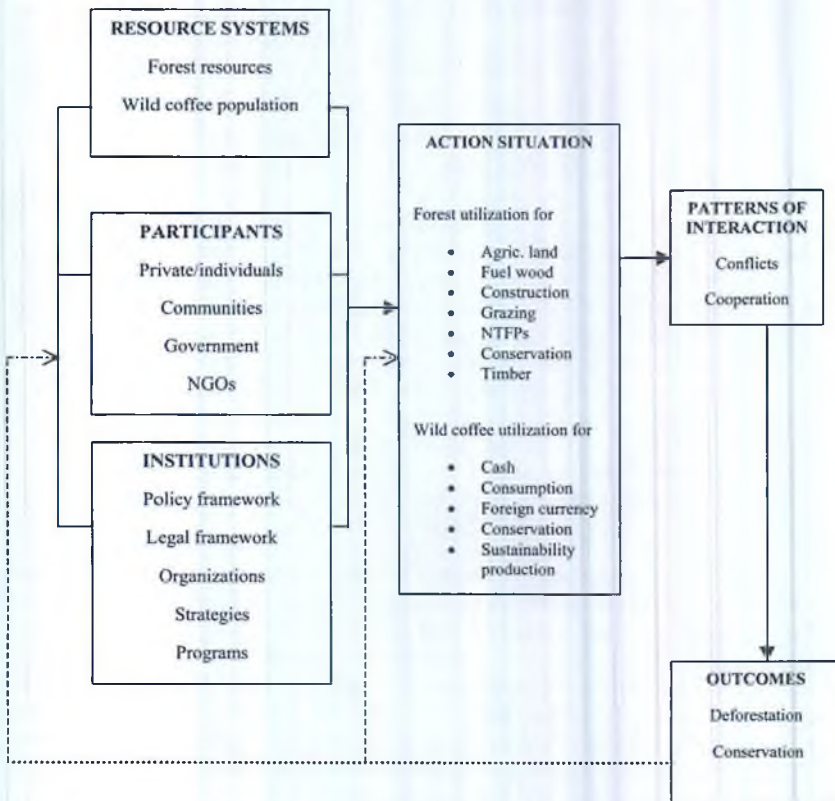 RESOURCE SYSTEMS
Forest resources
Wild coffee population
PARTICIPANTS
Private/individuals
Communities
Government
NGOs
INSTITUTIONS
Policy framework
Legal framework
Organizations
Strategies
Programs
ACTION SITUATION
Forest utilization for
• Agric. land
• Fuel wood
• Construction
• Grazing
• NTFPs
• Conservation
• Timber
Wild coffee utilization for
• Cash
• Consumption
• Foreign currency
• Conservation
• Sustainability
production
PATTERNS OF
INTERACTION
Conflicts
Cooperation
OUTCOMES
Deforestation
Conservation